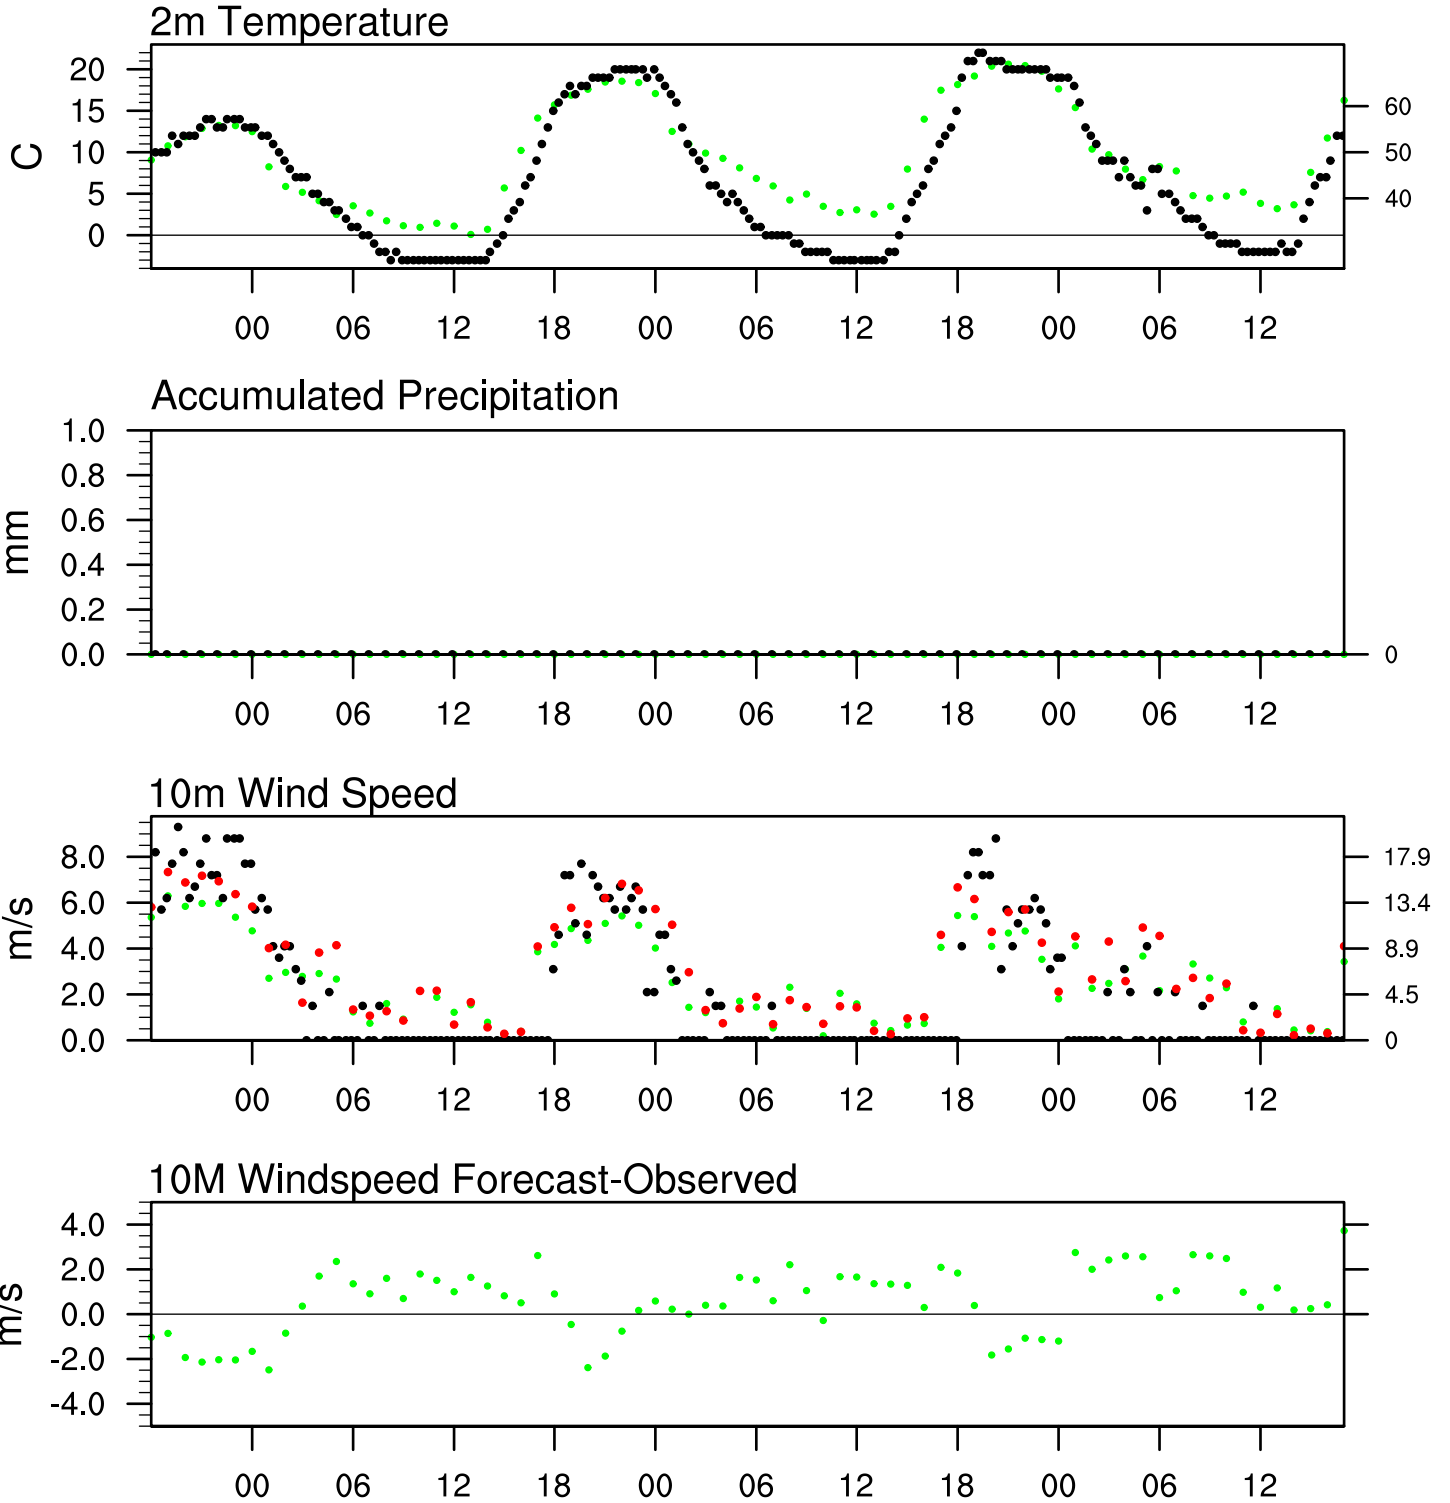 2m Temperature
20
15
10
5
0
C
60
50
40
00 06 12 18 00 06 12 18 00 06 12
Accumulated Precipitation
1.0
0.8
0.6
0.4
0.2
0.0
mm
0
00 06 12 18 00 06 12 18 00 06 12
10m Wind Speed
8.0
6.0
4.0
2.0
0.0
m/s
17.9
13.4
8.9
4.5
0
00 06 12 18 00 06 12 18 00 06 12
10M Windspeed Forecast-Observed
4.0
2.0
0.0
-2.0
-4.0
m/s
00 06 12 18 00 06 12 18 00 06 12